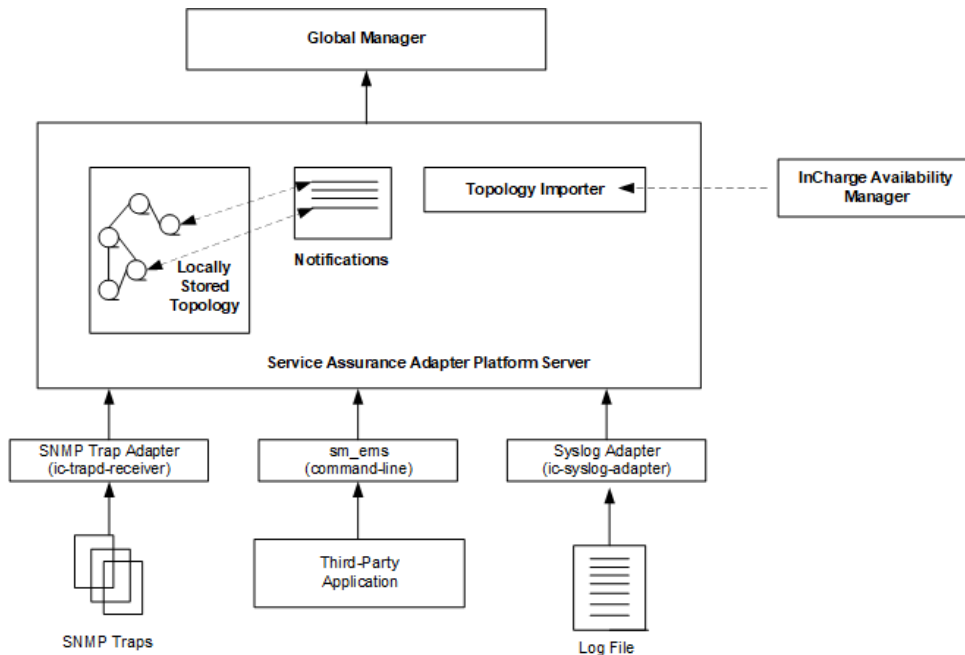 Global Manager
Topology Importer
InCharge Availability
Manager
Notifications
Locally
Stored
Topology
Service Assurance Adapter Platform Server
SNMP Trap Adapter
(ic-trapd-receiver)
sm_ems
(command-line)
Syslog Adapter
(ic-syslog-adapter)
Third-Party
Application
SNMP Traps
Log File